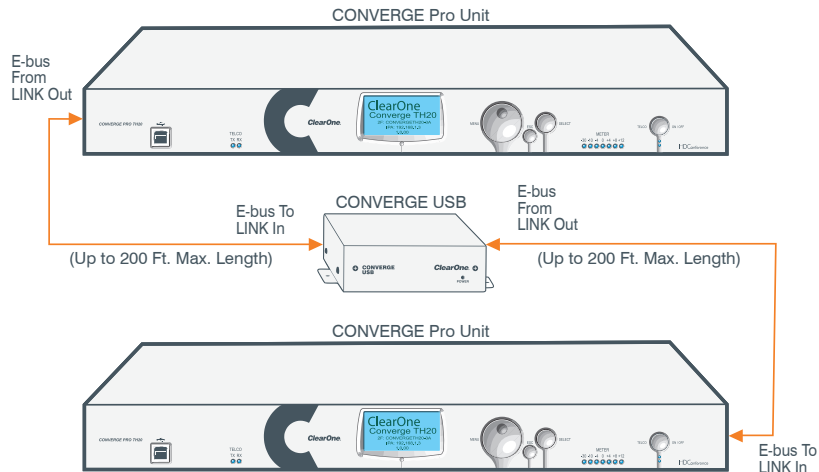 CONVERGE Pro Unit
E-bus
From
LINK Out
CONVERGE PRO TH20
TELCO
TX RX
ClearOne.
ClearOne
Converge TH20
MENU
ESC
SELECT
METER
TELCO
ON OFF
HDConference
E-bus To
LINK In
CONVERGE USB
E-bus
From
LINK Out
(Up to 200 Ft. Max. Length)
CONVERGE
USB
ClearOne.
POWER
(Up to 200 Ft. Max. Length)
CONVERGE Pro Unit
CONVERGE PRO TH20
TELCO
TX RX
ClearOne.
ClearOne
Converge TH20
MENU
ESC
SELECT
METER
TELCO
ON OFF
HDConference
E-bus To
LINK In